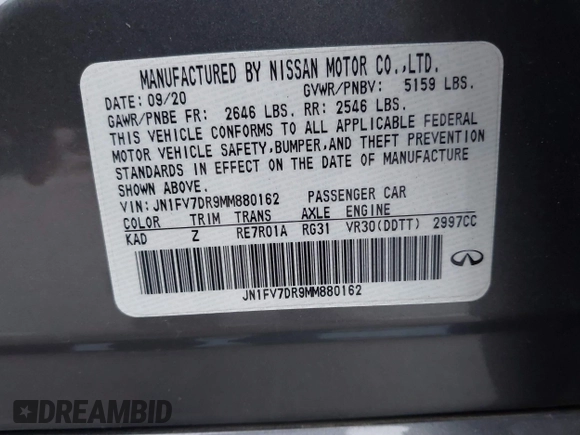 MANUFACTURED BY NISSAN MOTOR CO.,LTD.
DATE: 09/20 GVWR/PNBV: 5159 LBS.
GAWR/PNBE FR: 2646 LBS. RR: 2546 LBS.
THIS VEHICLE CONFORMS TO ALL APPLICABLE FEDERAL
MOTOR VEHICLE SAFETY,BUMPER,AND THEFT PREVENTION
STANDARDS IN EFFECT ON THE DATE OF MANUFACTURE
SHOWN ABOVE.
VIN: JN1FV7DR9MM880162 PASSENGER CAR
COLOR TRIM TRANS AXLE ENGINE
KAD Z RE7R01A RG31 VR30(DDTT) 2997CC
JN1FV7DR9MM880162
DREAMBID